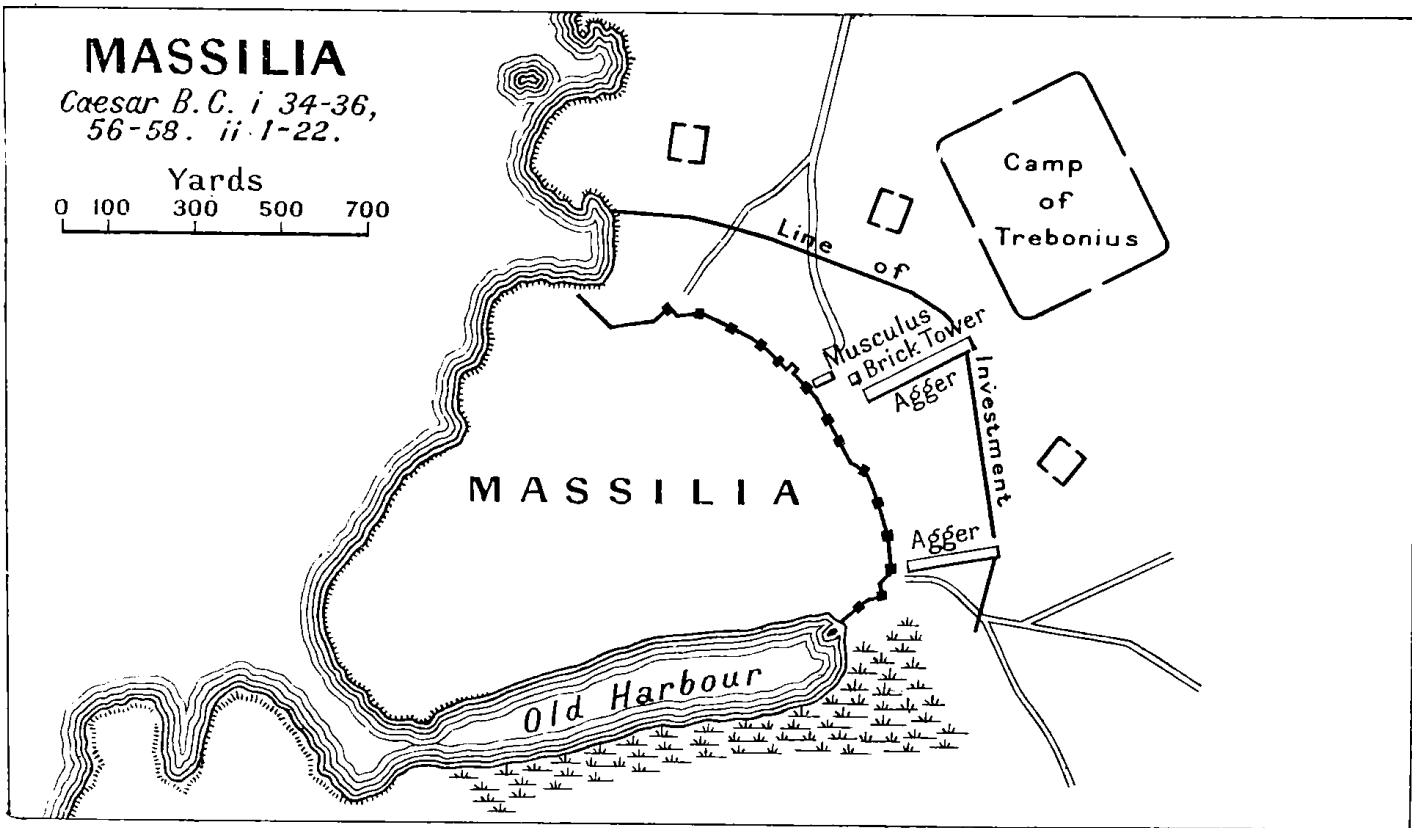 MASSILIA
Caesar B.C. i 34-36,
56-58. ii 1-22.
Yards
0 100 300 500 700
Camp
of
Trebonius
Line of
Investment
Musculus
Brick Tower
Agger
MASSILIA
Agger
Old Harbour